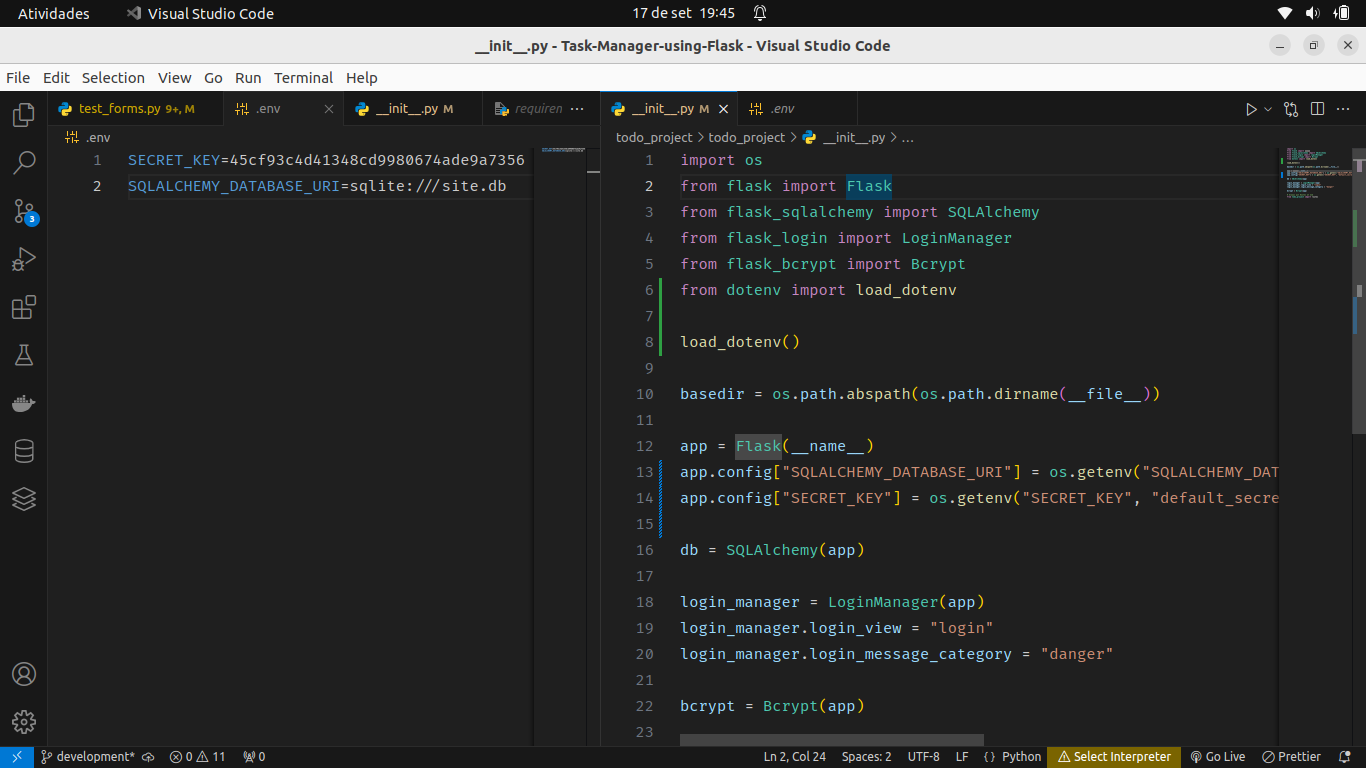 Atividades
Visual Studio Code
17 de set 19:45
__init__.py - Task-Manager-using-Flask - Visual Studio Code
File Edit Selection View Go Run Terminal Help
test_forms.py 9+, M
.env
__init__.py M
requiren
.env
1 SECRET_KEY=45cf93c4d41348cd9980674ade9a7356
2 SQLALCHEMY_DATABASE_URI=sqlite:///site.db
3
__init__.py M
.env
todo_project > todo_project > __init__.py > ...
1 import os
2 from flask import Flask
3 from flask_sqlalchemy import SQLAlchemy
4 from flask_login import LoginManager
5 from flask_bcrypt import Bcrypt
6 from dotenv import load_dotenv
7
8 load_dotenv()
9
10 basedir = os.path.abspath(os.path.dirname(__file__))
11
12 app = Flask(__name__)
13 app.config["SQLALCHEMY_DATABASE_URI"] = os.getenv("SQLALCHEMY_DAT
14 app.config["SECRET_KEY"] = os.getenv("SECRET_KEY", "default_secre
15
16 db = SQLAlchemy(app)
17
18 login_manager = LoginManager(app)
19 login_manager.login_view = "login"
20 login_manager.login_message_category = "danger"
21
22 bcrypt = Bcrypt(app)
23
development* 0 11 0 Ln 2, Col 24 Spaces: 2 UTF-8 LF Python Select Interpreter Go Live Prettier